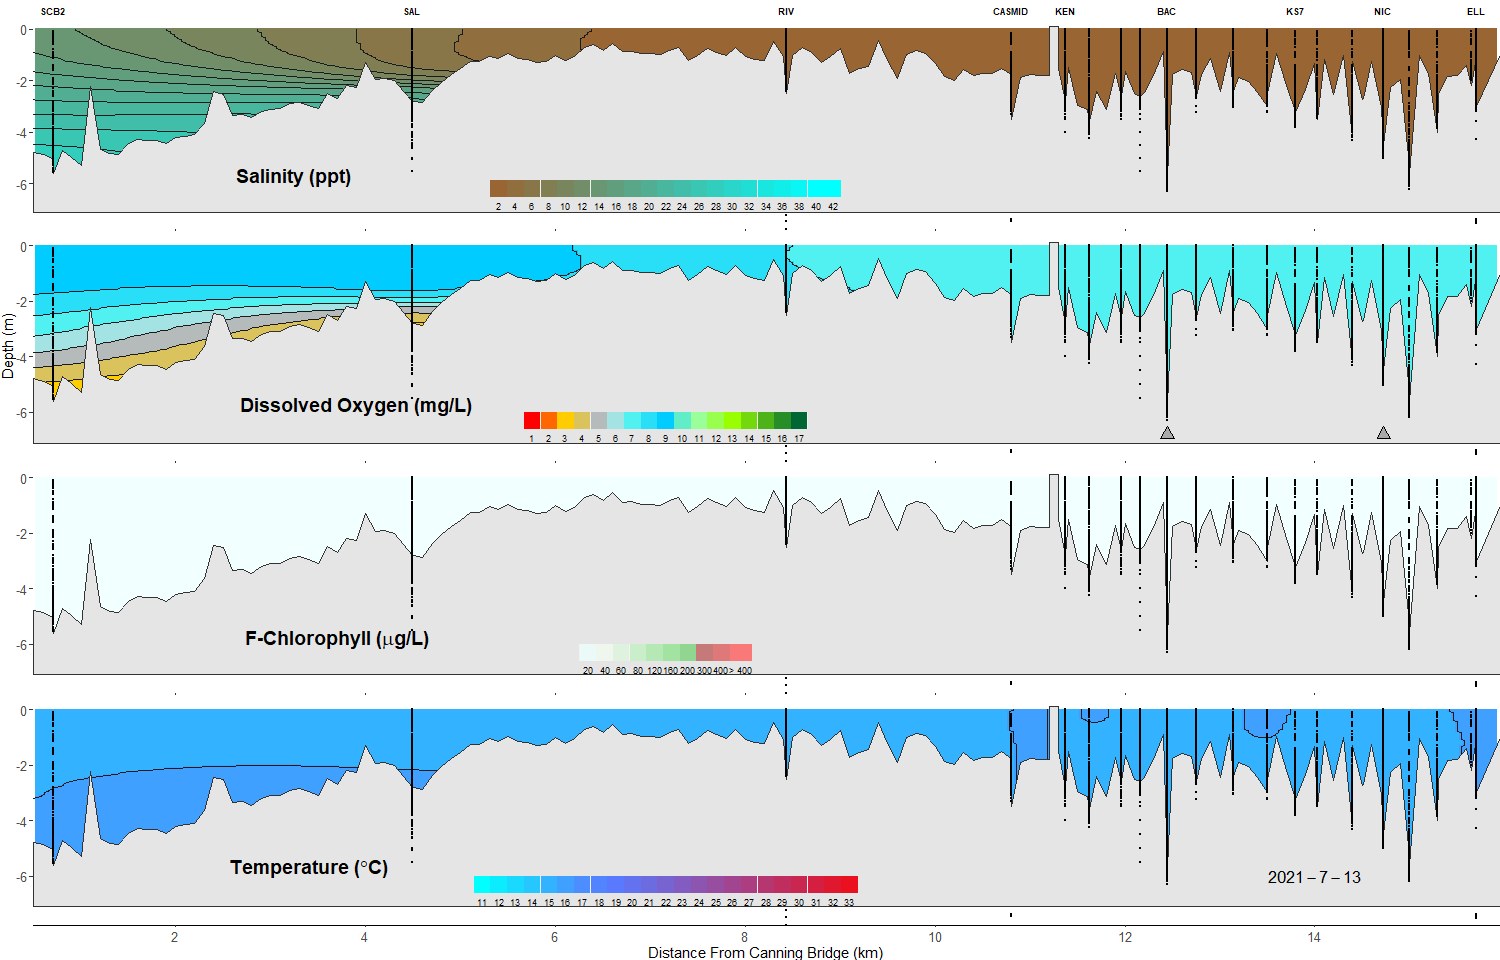 SCB2 SAL RIV CASMID KEN BAC KS7 NIC ELL
0
-2
-4
-6
Salinity (ppt)
2 4 6 8 10 12 14 16 18 20 22 24 26 28 30 32 34 36 38 40 42
0
-2
-4
-6
Depth (m)
Dissolved Oxygen (mg/L)
1 2 3 4 5 6 7 8 9 10 11 12 13 14 15 16 17
0
-2
-4
-6
F-Chlorophyll (μg/L)
20 40 60 80 120 160 200 300 400 > 400
0
-2
-4
-6
Temperature (°C)
2021 – 7 – 13
11 12 13 14 15 16 17 18 19 20 21 22 23 24 25 26 27 28 29 30 31 32 33
2 4 6 8 10 12 14
Distance From Canning Bridge (km)